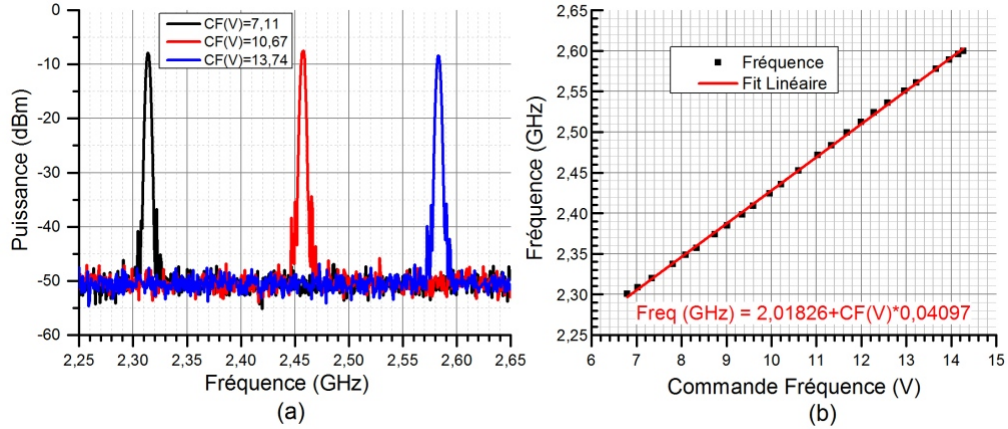 CF(V)=7,11
CF(V)=10,67
CF(V)=13,74
0
-10
-20
-30
-40
-50
-60
Puissance (dBm)
2,25 2,30 2,35 2,40 2,45 2,50 2,55 2,60 2,65
Fréquence (GHz)
(a)
Fréquence
Fit Linéaire
2,65
2,60
2,55
2,50
2,45
2,40
2,35
2,30
2,25
Fréquence (GHz)
Freq (GHz) = 2,01826+CF(V)*0,04097
6 7 8 9 10 11 12 13 14 15
Commande Fréquence (V)
(b)